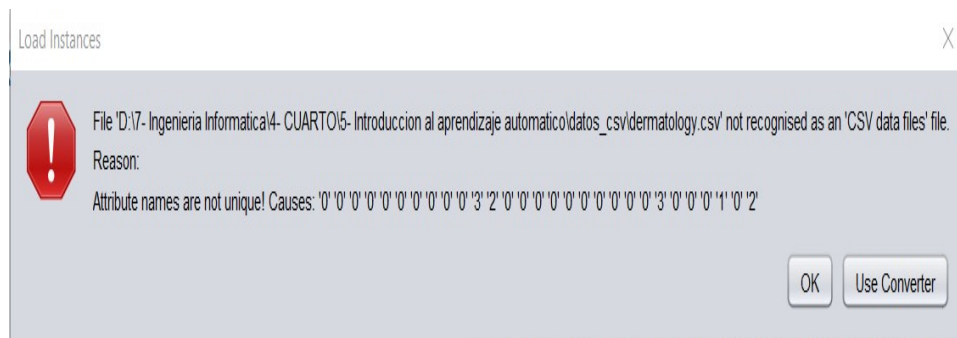 Load Instances
File 'D:\7- Ingenieria Informatica\4- CUARTO\5- Introduccion al aprendizaje automatico\datos_csv\dermatology.csv' not recognised as an 'CSV data files' file.
Reason:
Attribute names are not unique! Causes: '0' '0' '0' '0' '0' '0' '0' '0' '0' '0' '3' '2' '0' '0' '0' '0' '0' '0' '0' '0' '0' '0' '3' '0' '0' '0' '1' '0' '2'
OK
Use Converter